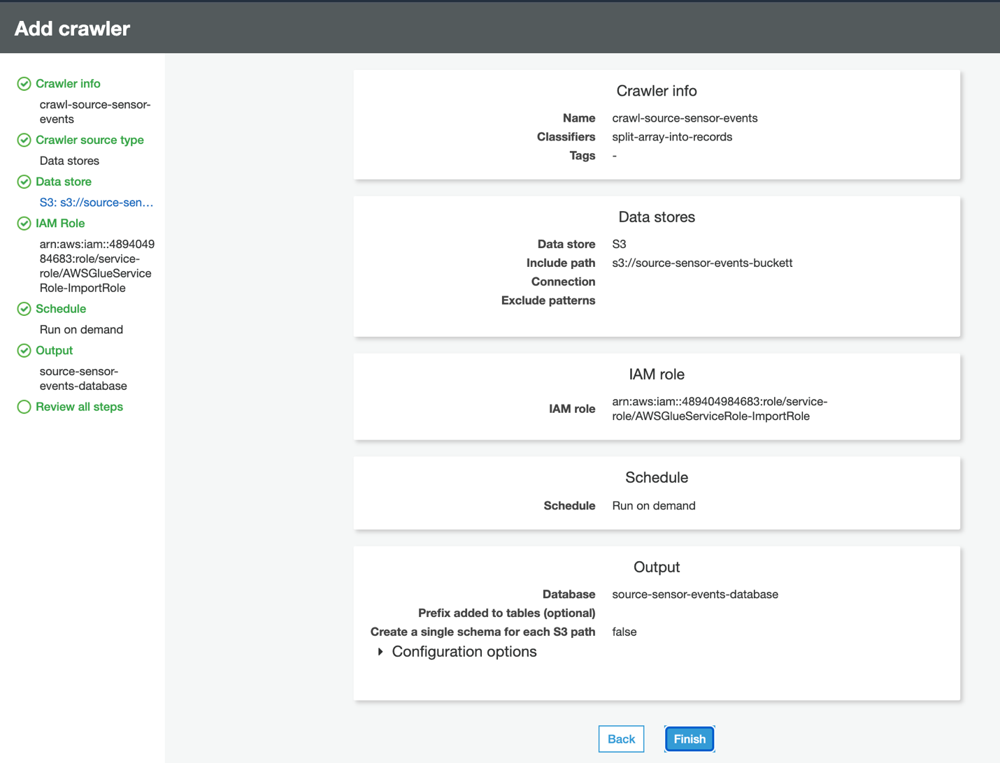 Add crawler
Crawler info
crawl-source-sensor-
events
Crawler source type
Data stores
Data store
S3: s3://source-sen…
IAM Role
arn:aws:iam::4894049
84683:role/service-
role/AWSGlueService
Role-ImportRole
Schedule
Run on demand
Output
source-sensor-
events-database
Review all steps
Crawler info
Name crawl-source-sensor-events
Classifiers split-array-into-records
Tags -
Data stores
Data store S3
Include path s3://source-sensor-events-buckett
Connection
Exclude patterns
IAM role
IAM role arn:aws:iam::489404984683:role/service-
role/AWSGlueServiceRole-ImportRole
Schedule
Schedule Run on demand
Output
Database source-sensor-events-database
Prefix added to tables (optional)
Create a single schema for each S3 path false
Configuration options
Back Finish